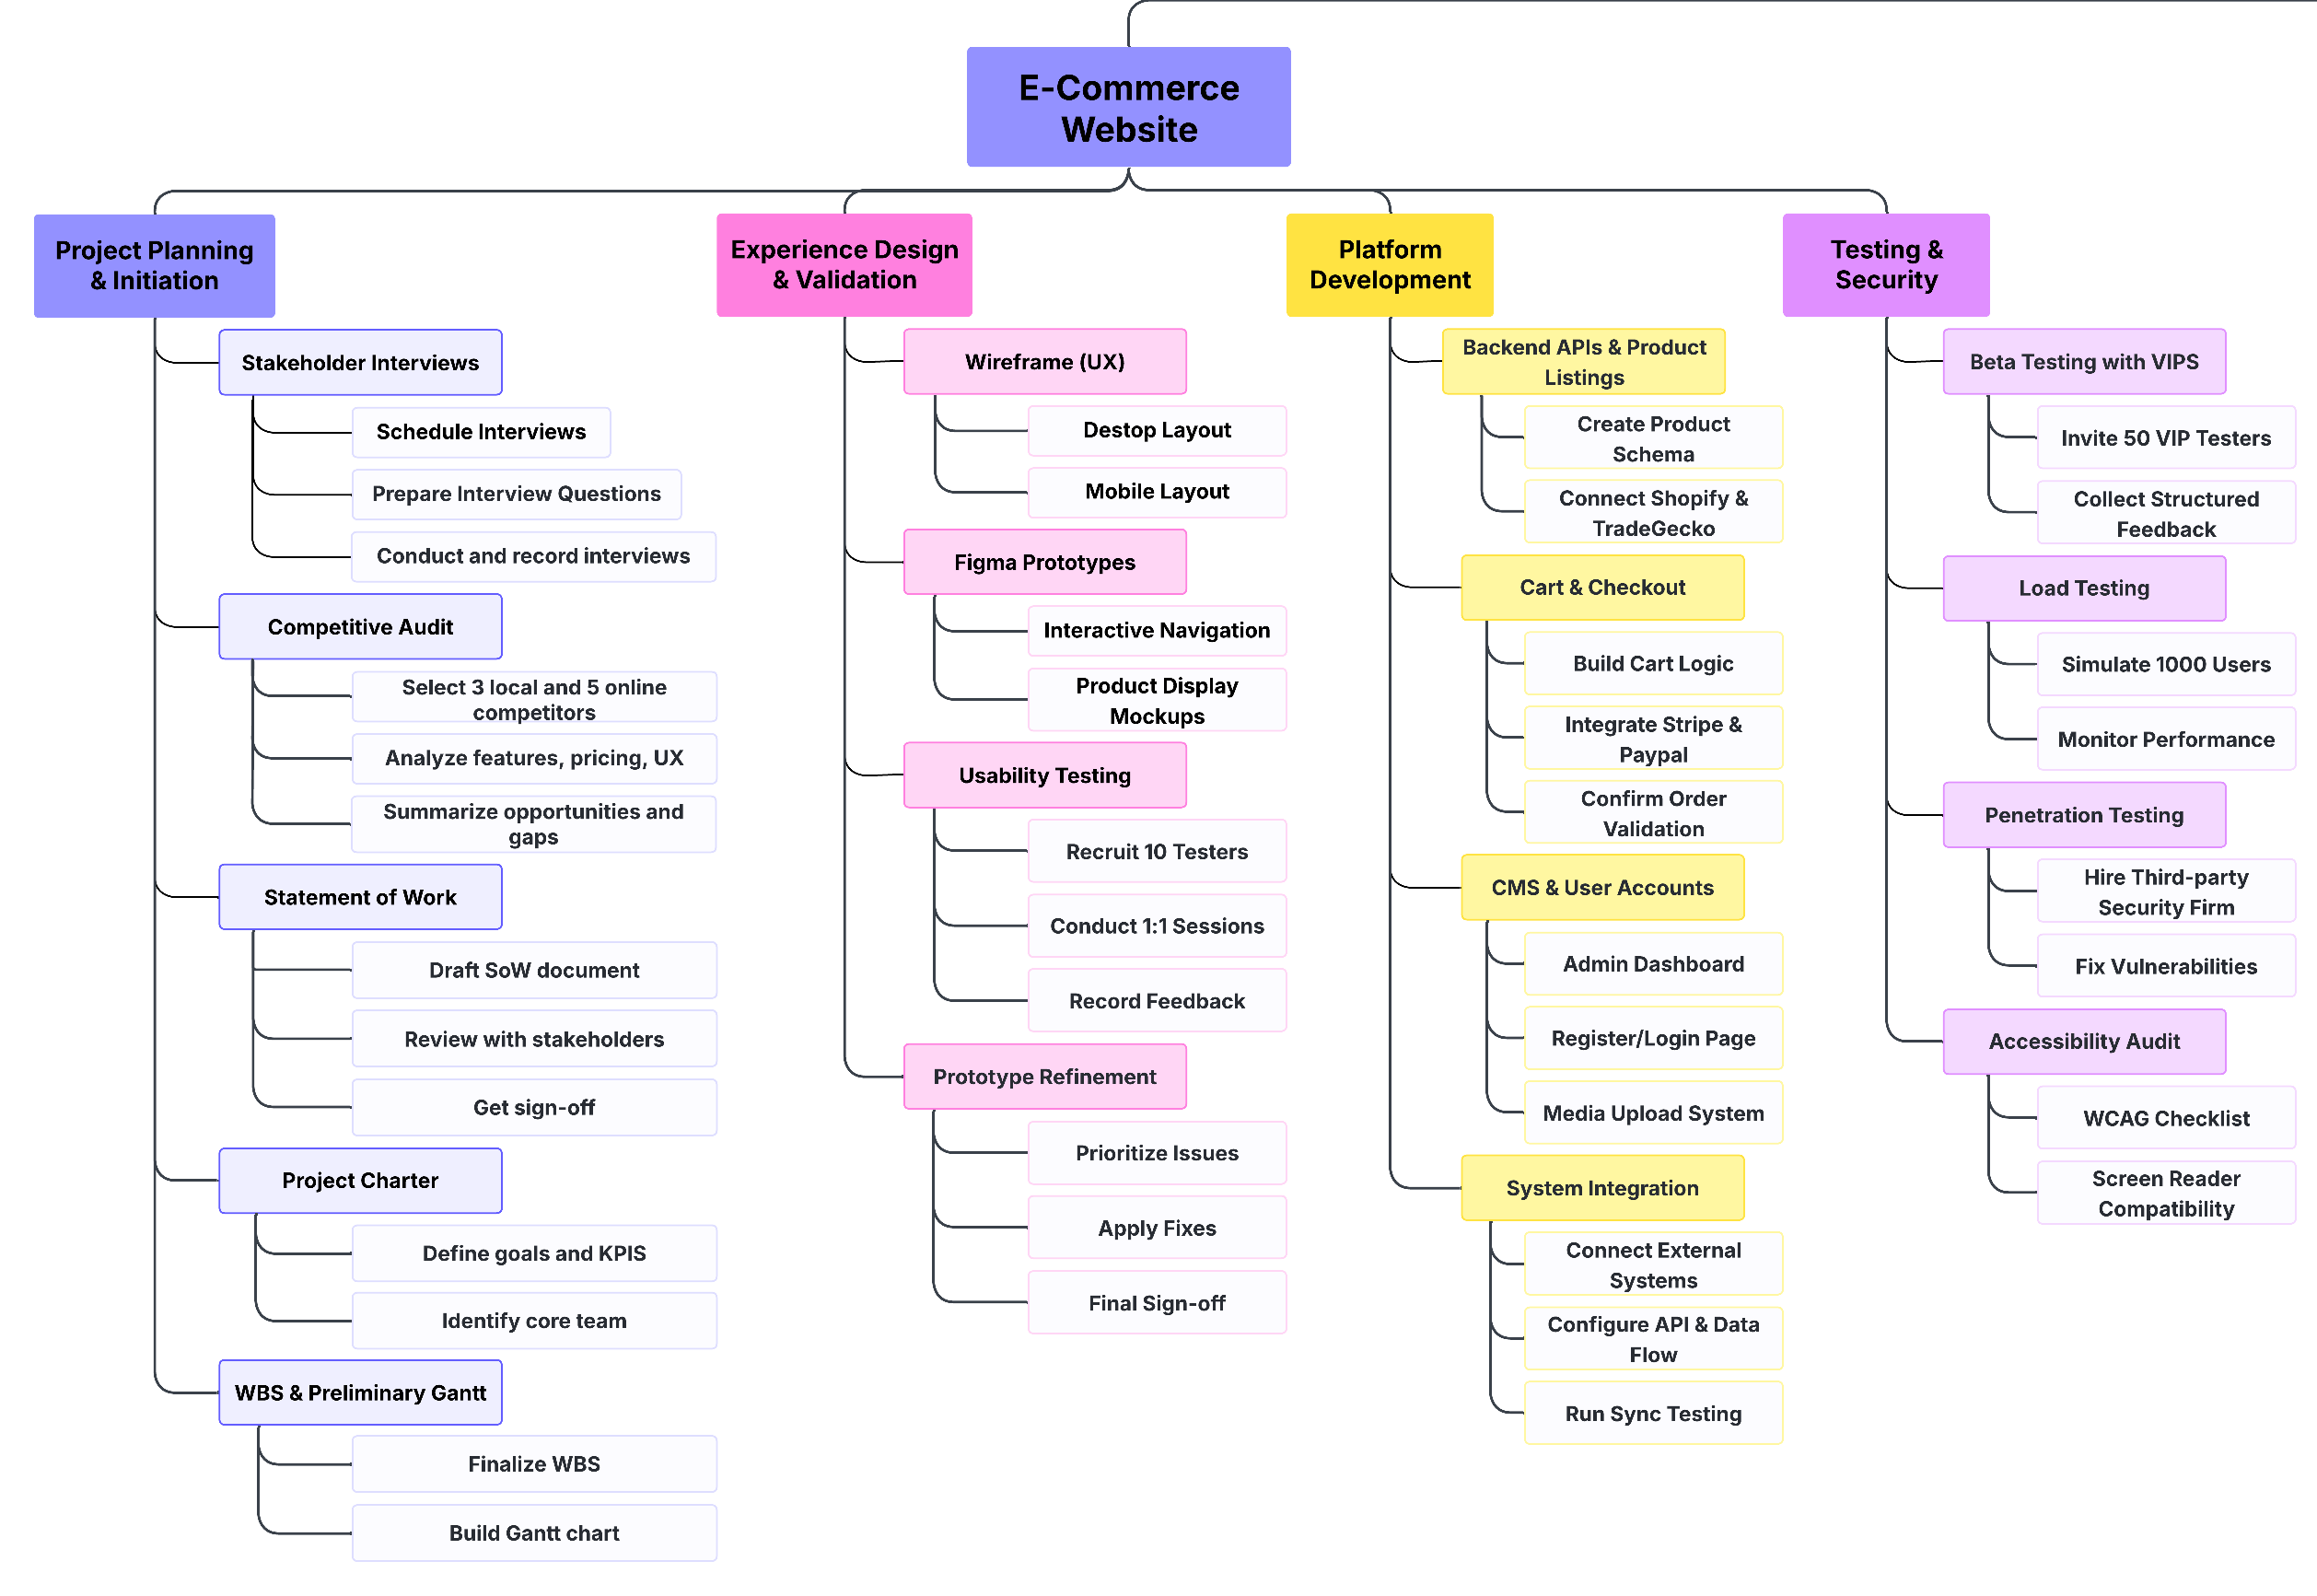 E-Commerce
Website
Project Planning
& Initiation
Stakeholder Interviews
Schedule Interviews
Prepare Interview Questions
Conduct and record interviews
Competitive Audit
Select 3 local and 5 online
competitors
Analyze features, pricing, UX
Summarize opportunities and
gaps
Statement of Work
Draft SoW document
Review with stakeholders
Get sign-off
Project Charter
Define goals and KPIS
Identify core team
WBS & Preliminary Gantt
Finalize WBS
Build Gantt chart
Experience Design
& Validation
Wireframe (UX)
Destop Layout
Mobile Layout
Figma Prototypes
Interactive Navigation
Product Display
Mockups
Usability Testing
Recruit 10 Testers
Conduct 1:1 Sessions
Record Feedback
Prototype Refinement
Prioritize Issues
Apply Fixes
Final Sign-off
Platform
Development
Backend APIs & Product
Listings
Create Product
Schema
Connect Shopify &
TradeGecko
Cart & Checkout
Build Cart Logic
Integrate Stripe &
Paypal
Confirm Order
Validation
CMS & User Accounts
Admin Dashboard
Register/Login Page
Media Upload System
System Integration
Connect External
Systems
Configure API & Data
Flow
Run Sync Testing
Testing &
Security
Beta Testing with VIPS
Invite 50 VIP Testers
Collect Structured
Feedback
Load Testing
Simulate 1000 Users
Monitor Performance
Penetration Testing
Hire Third-party
Security Firm
Fix Vulnerabilities
Accessibility Audit
WCAG Checklist
Screen Reader
Compatibility